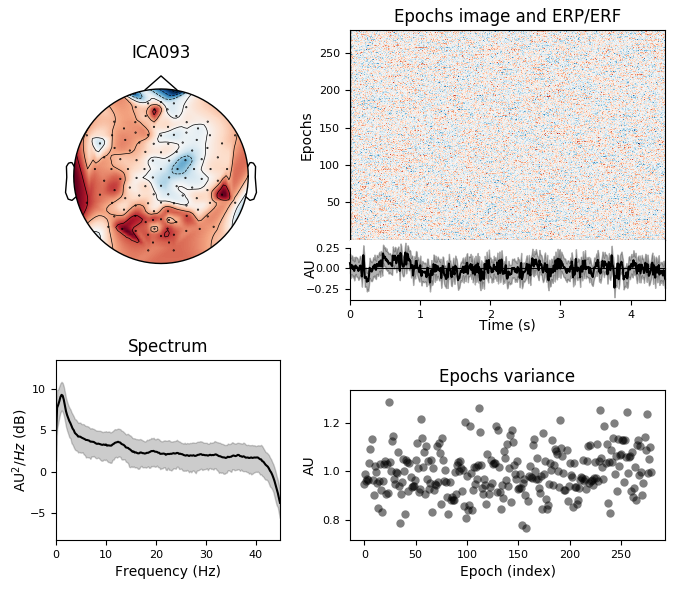 ICA093
Epochs image and ERP/ERF
Epochs
250
200
150
100
50
AU
0.25
0.00
−0.25
0 1 2 3 4
Time (s)
Spectrum
AU²/Hz (dB)
10
5
0
−5
0 10 20 30 40
Frequency (Hz)
Epochs variance
AU
1.2
1.0
0.8
0 50 100 150 200 250
Epoch (index)